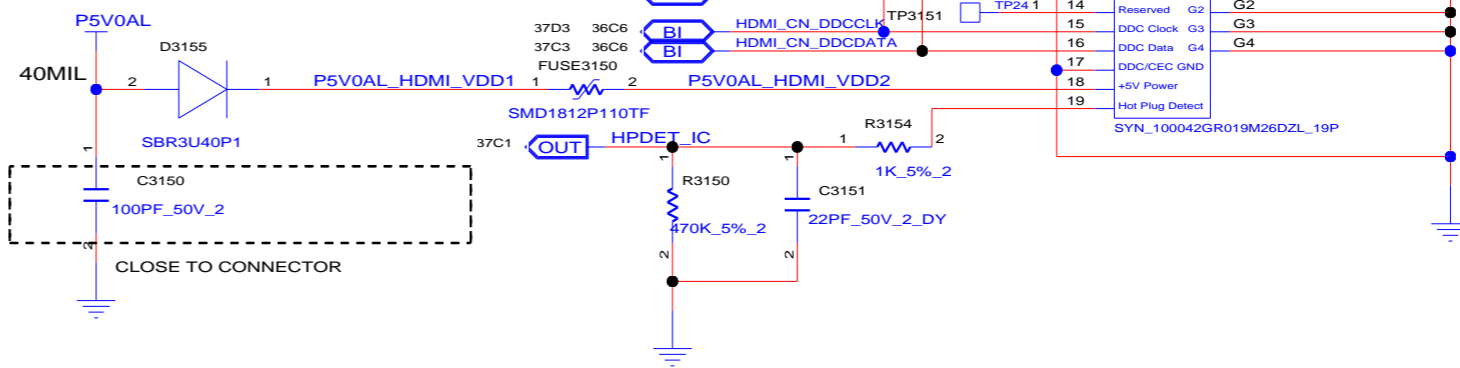 TP24 1
14
Reserved
G2
G2
P5V0AL
37D3
36C6
BI
HDMI_CN_DDCCLK
TP3151
15
DDC Clock
G3
G3
37C3
36C6
BI
HDMI_CN_DDCDATA
16
DDC Data
G4
G4
D3155
40MIL
2
1
P5V0AL_HDMI_VDD1
1
FUSE3150
2
P5V0AL_HDMI_VDD2
17
DDC/CEC GND
18
+5V Power
19
Hot Plug Detect
SMD1812P110TF
SYN_100042GR019M26DZL_19P
SBR3U40P1
37C1
OUT
HPDET_IC
1
R3154
2
1K_5%_2
1
C3150
100PF_50V_2
2
CLOSE TO CONNECTOR
1
R3150
470K_5%_2
2
1
C3151
22PF_50V_2_DY
2